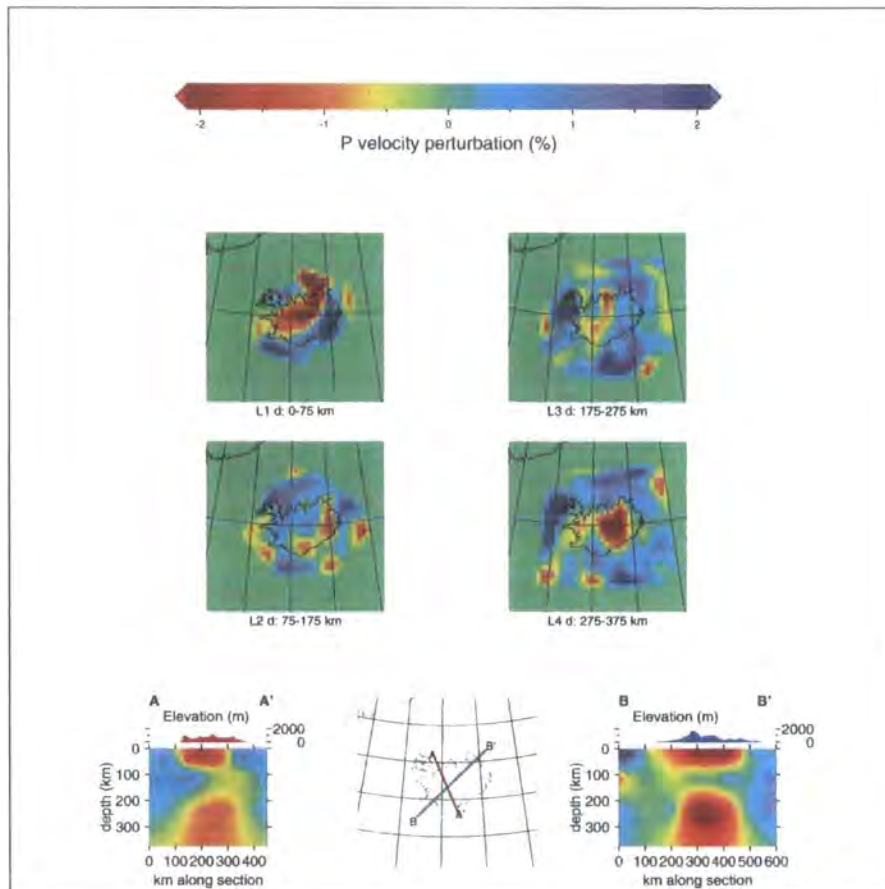 -2 -1 0 1 2
P velocity perturbation (%)
L1 d: 0-75 km
L3 d: 175-275 km
L2 d: 75-175 km
L4 d: 275-375 km
A A'
Elevation (m)
2000
0
0
100
200
300
depth (km)
0 100 200 300 400
km along section
A
B'
B
A'
B B'
Elevation (m)
2000
0
0
100
200
300
depth (km)
0 100 200 300 400 500 600
km along section